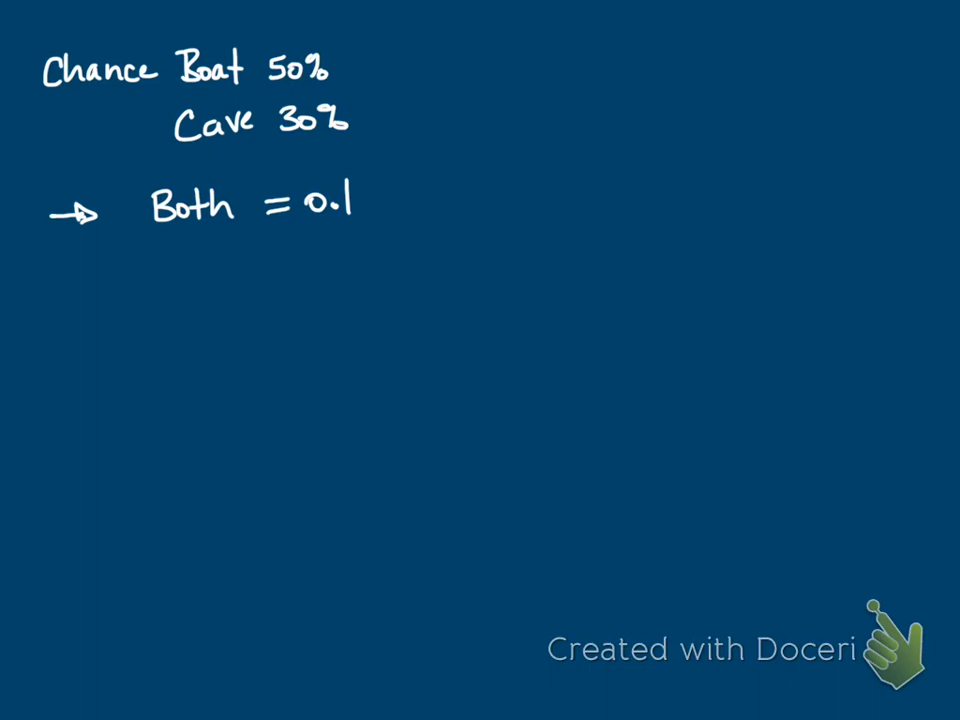 Chance Boat 50%
Cave 30%
→ Both = 0.1
Created with Doceri